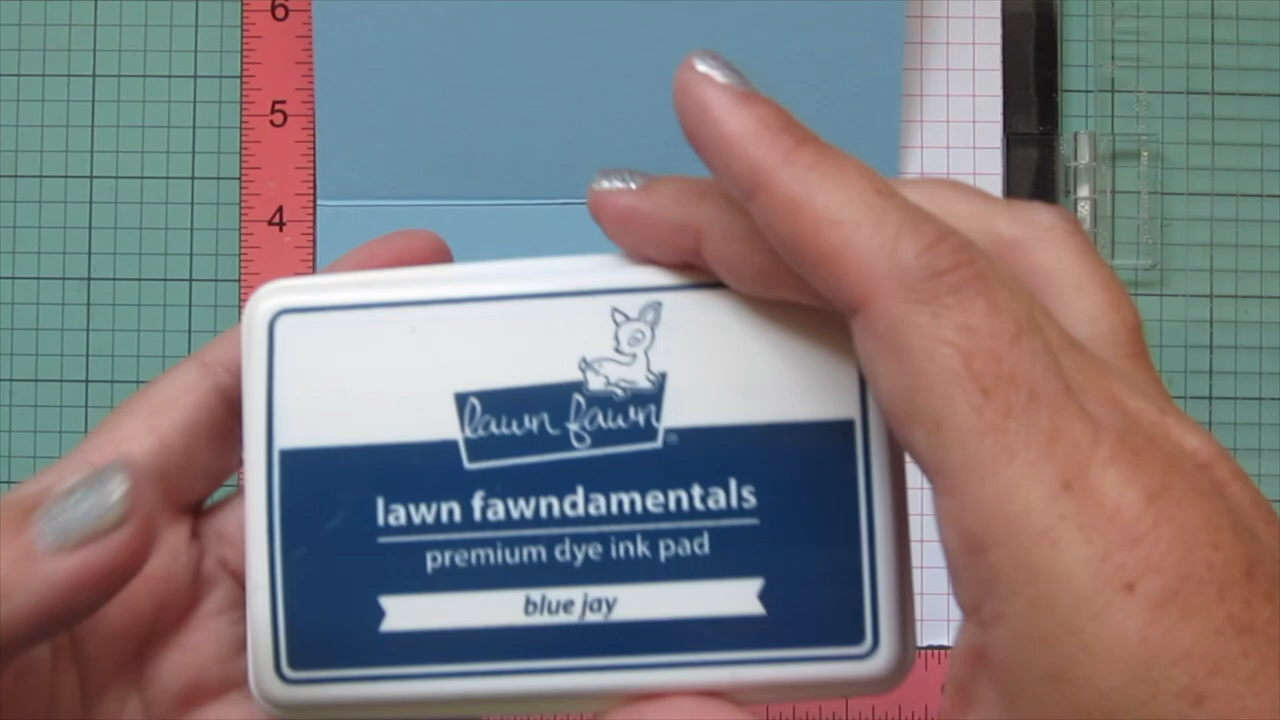 6
5
4
lawn fawn®
lawn fawndamentals
premium dye ink pad
blue jay